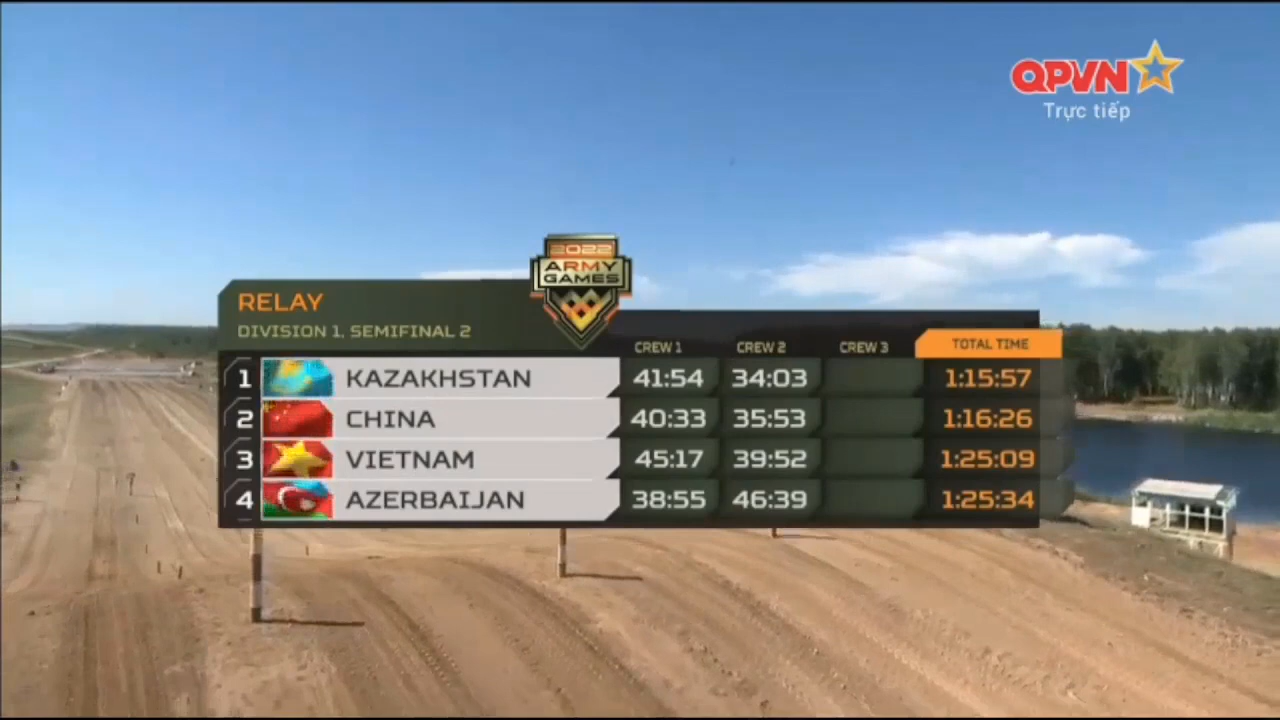 QPVN
Trực tiếp
2022
ARMY
GAMES
RELAY
DIVISION 1, SEMIFINAL 2
CREW 1 CREW 2 CREW 3 TOTAL TIME
1 KAZAKHSTAN 41:54 34:03 1:15:57
2 CHINA 40:33 35:53 1:16:26
3 VIETNAM 45:17 39:52 1:25:09
4 AZERBAIJAN 38:55 46:39 1:25:34